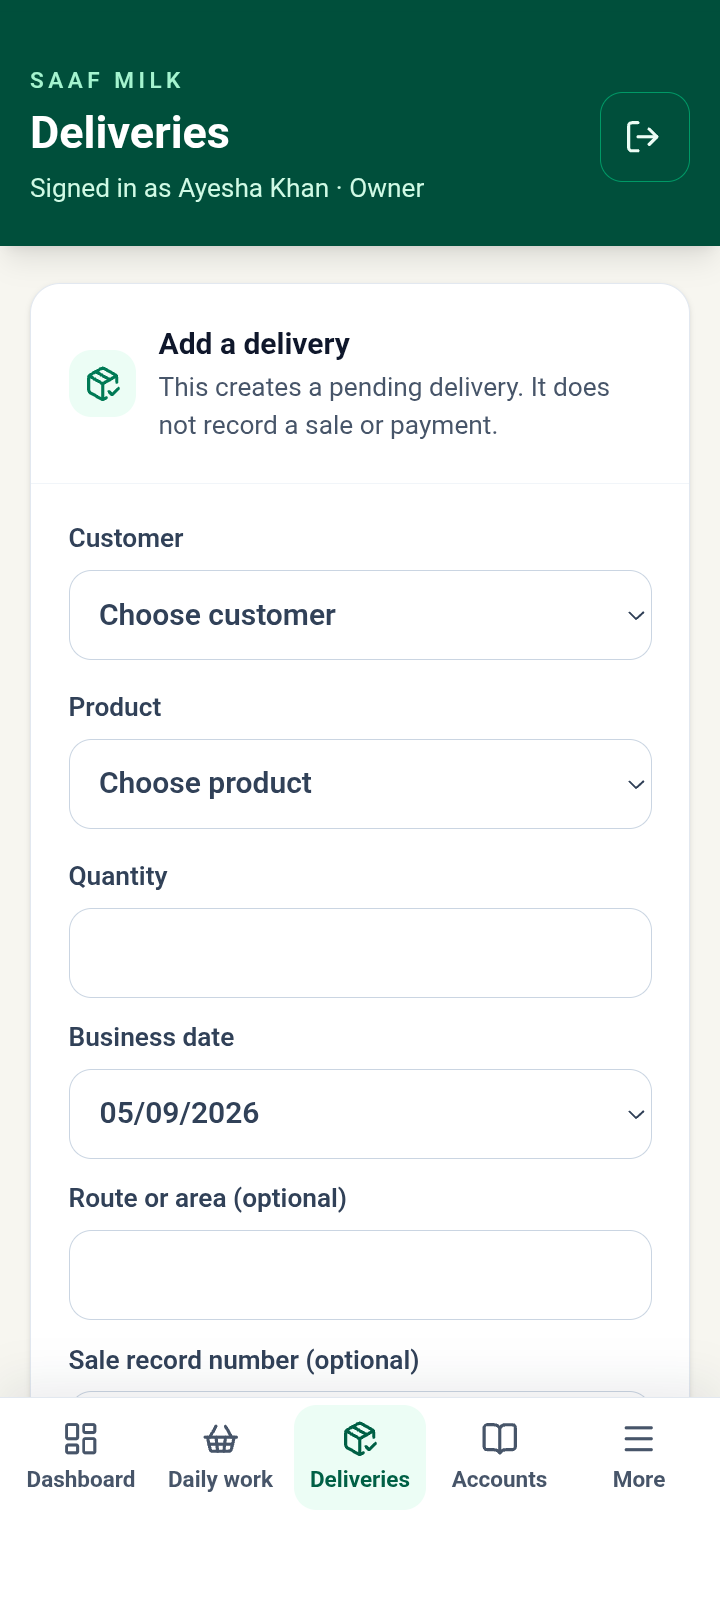 SAAF MILK
Deliveries
Signed in as Ayesha Khan · Owner
Add a delivery
This creates a pending delivery. It does
not record a sale or payment.
Customer
Choose customer
Product
Choose product
Quantity
Business date
05/09/2026
Route or area (optional)
Sale record number (optional)
Dashboard
Daily work
Deliveries
Accounts
More